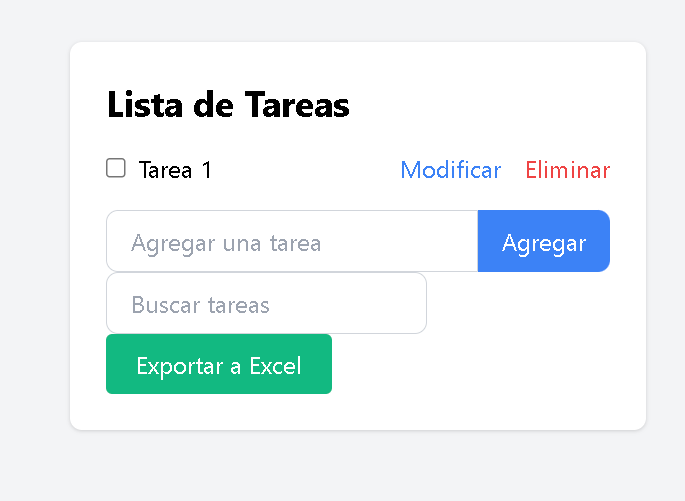 Lista de Tareas
Tarea 1 Modificar Eliminar
Agregar una tarea Agregar
Buscar tareas
Exportar a Excel